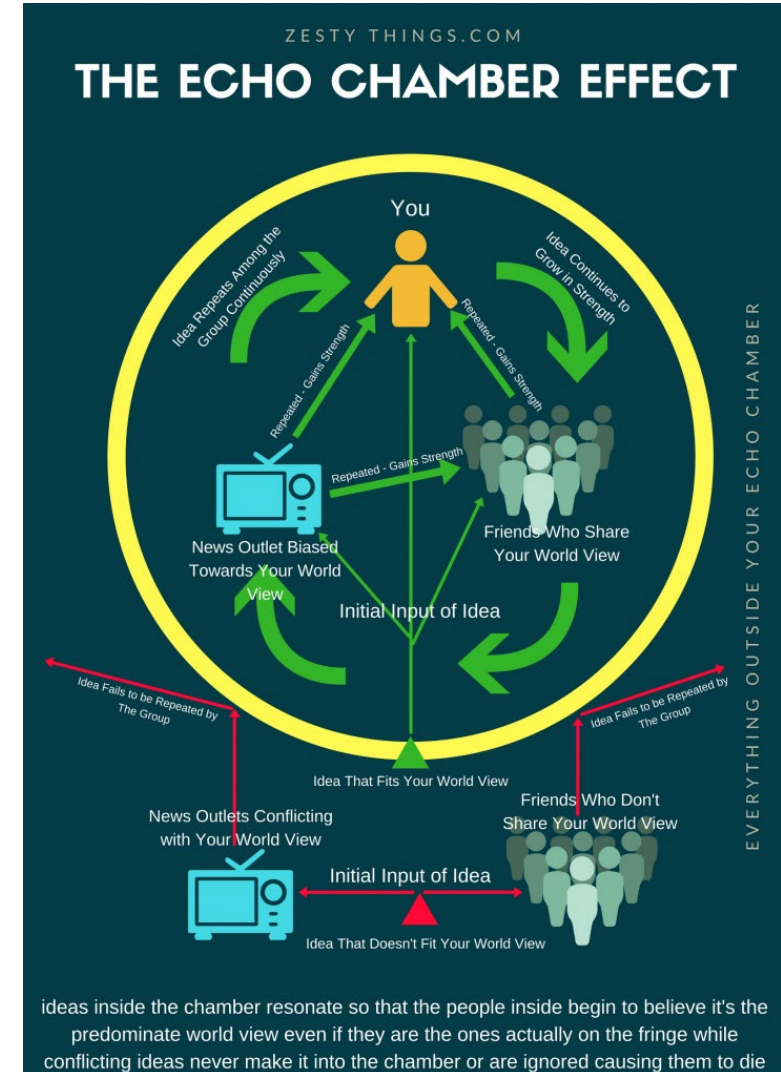 ZESTY THINGS.COM
THE ECHO CHAMBER EFFECT
You
Idea Repeats Among the
Group Continuously
Idea Continues to
Grow in Strength
Repeated - Gains Strength
Repeated - Gains Strength
Repeated - Gains Strength
News Outlet Biased
Towards Your World
View
Friends Who Share
Your World View
Initial Input of Idea
Idea Fails to be Repeated by
The Group
Idea Fails to be Repeated by
The Group
Idea That Fits Your World View
News Outlets Conflicting
with Your World View
Friends Who Don't
Share Your World View
Initial Input of Idea
Idea That Doesn't Fit Your World View
EVERYTHING OUTSIDE YOUR ECHO CHAMBER
ideas inside the chamber resonate so that the people inside begin to believe it's the
predominate world view even if they are the ones actually on the fringe while
conflicting ideas never make it into the chamber or are ignored causing them to die